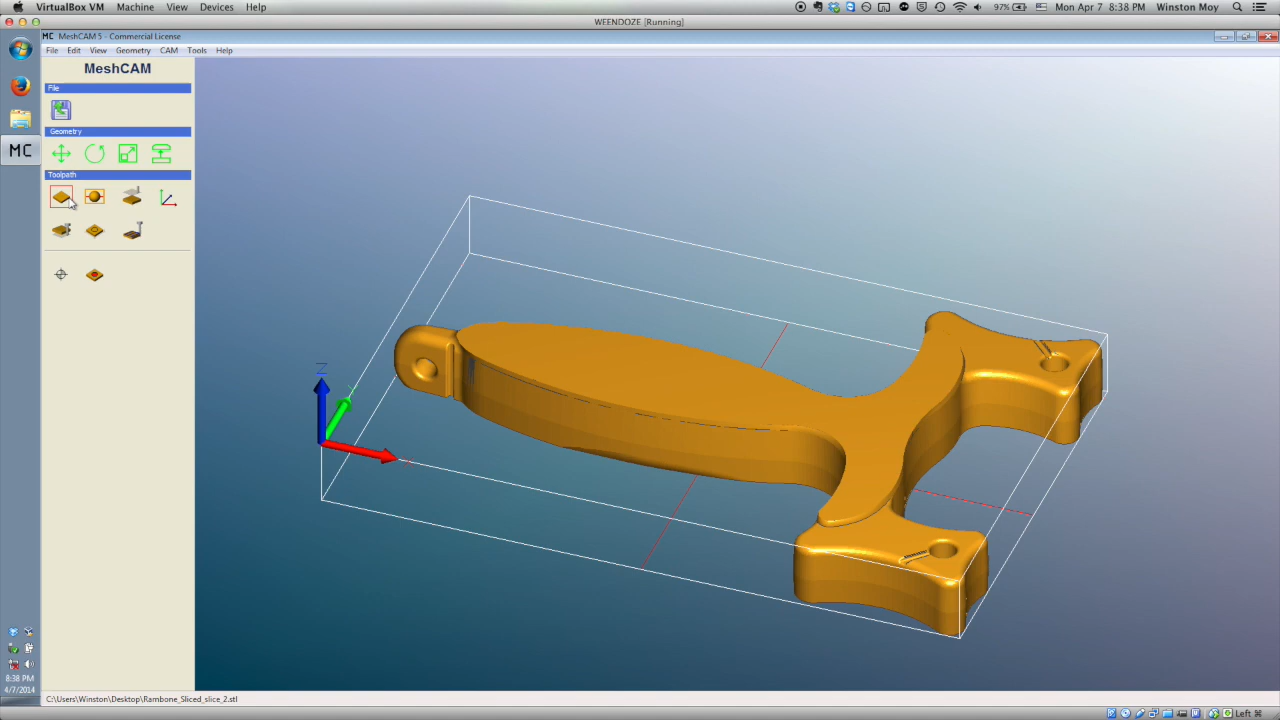 VirtualBox VM Machine View Devices Help
97% Mon Apr 7 8:38 PM Winston Moy
WEENDOZE [Running]
MC MeshCAM 5 - Commercial License
File Edit View Geometry CAM Tools Help
MeshCAM
File
Geometry
MC
Toolpath
Z
8:38 PM
4/7/2014
C:\Users\Winston\Desktop\Rambone_Sliced_slice_2.stl
Left ⌘